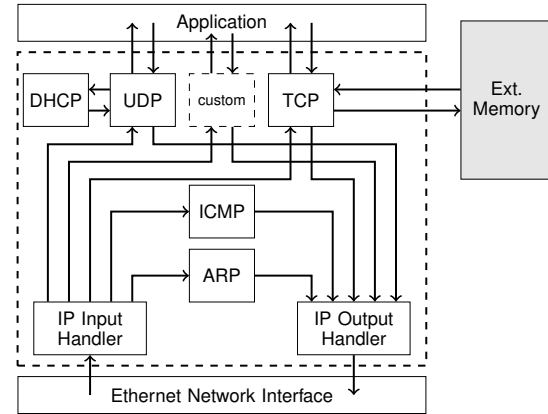 Application
DHCP
UDP
custom
TCP
Ext.
Memory
ICMP
ARP
IP Input
Handler
IP Output
Handler
Ethernet Network Interface